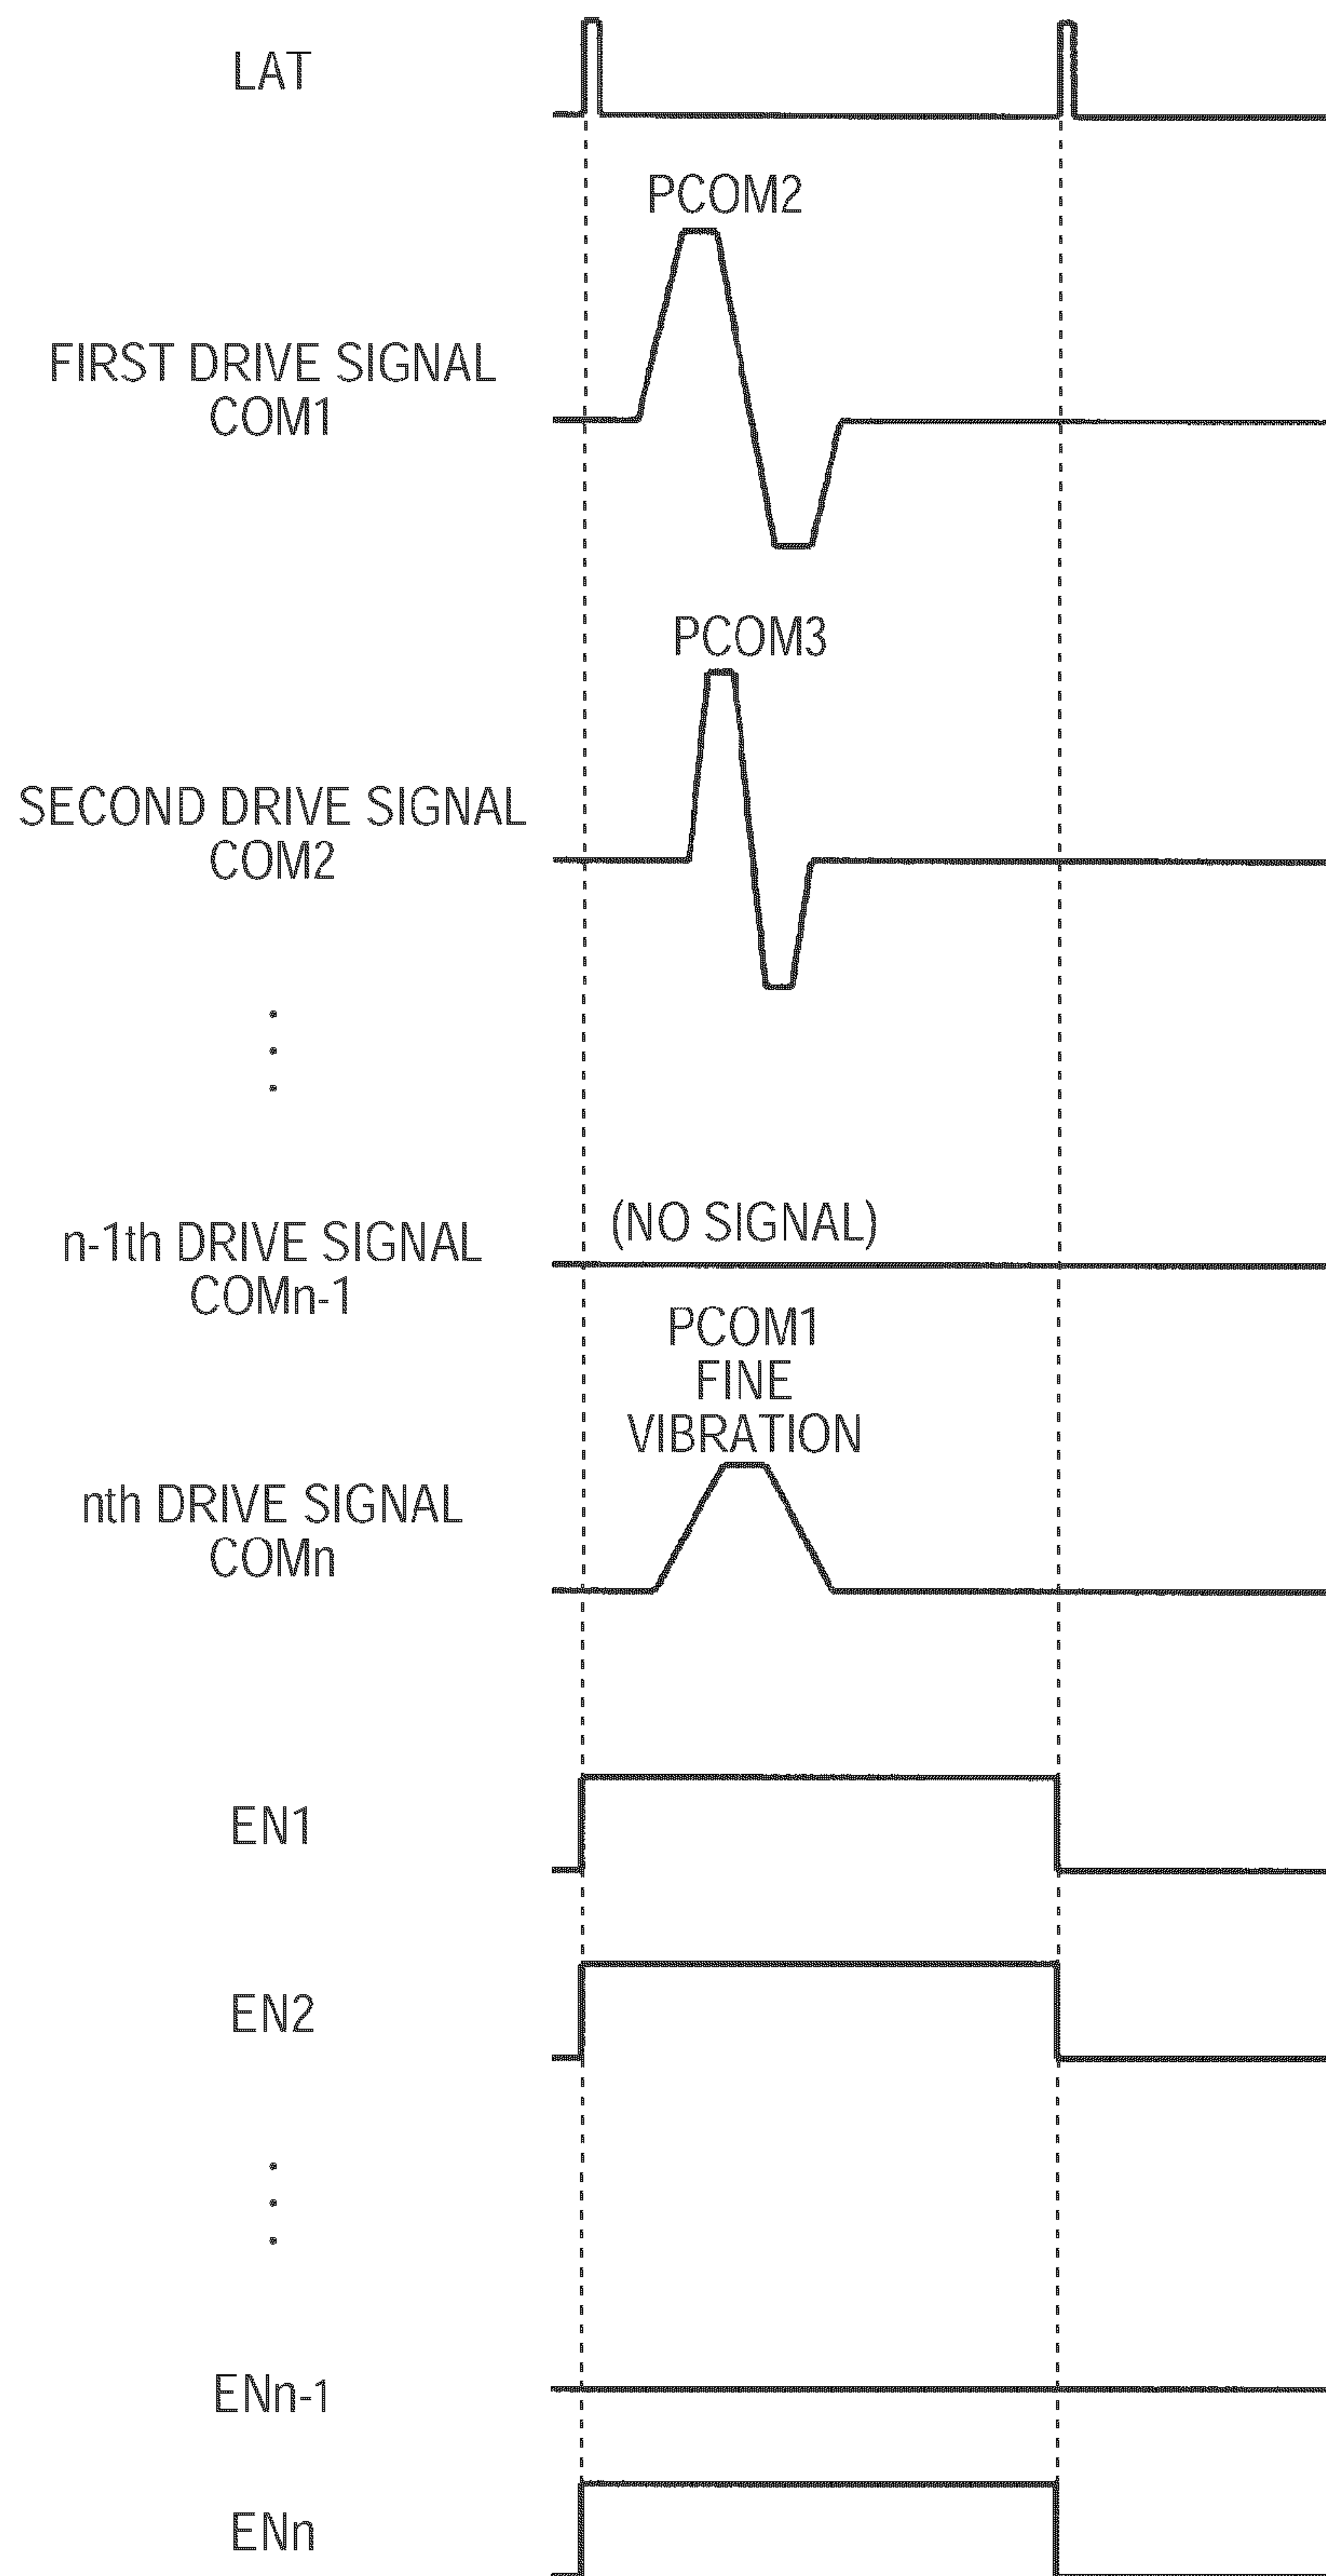 LAT
PCOM2
FIRST DRIVE SIGNAL
COM1
PCOM3
SECOND DRIVE SIGNAL
COM2
(NO SIGNAL)
n-1th DRIVE SIGNAL
COMn-1
PCOM1
FINE
VIBRATION
nth DRIVE SIGNAL
COMn
EN1
EN2
ENn-1
ENn